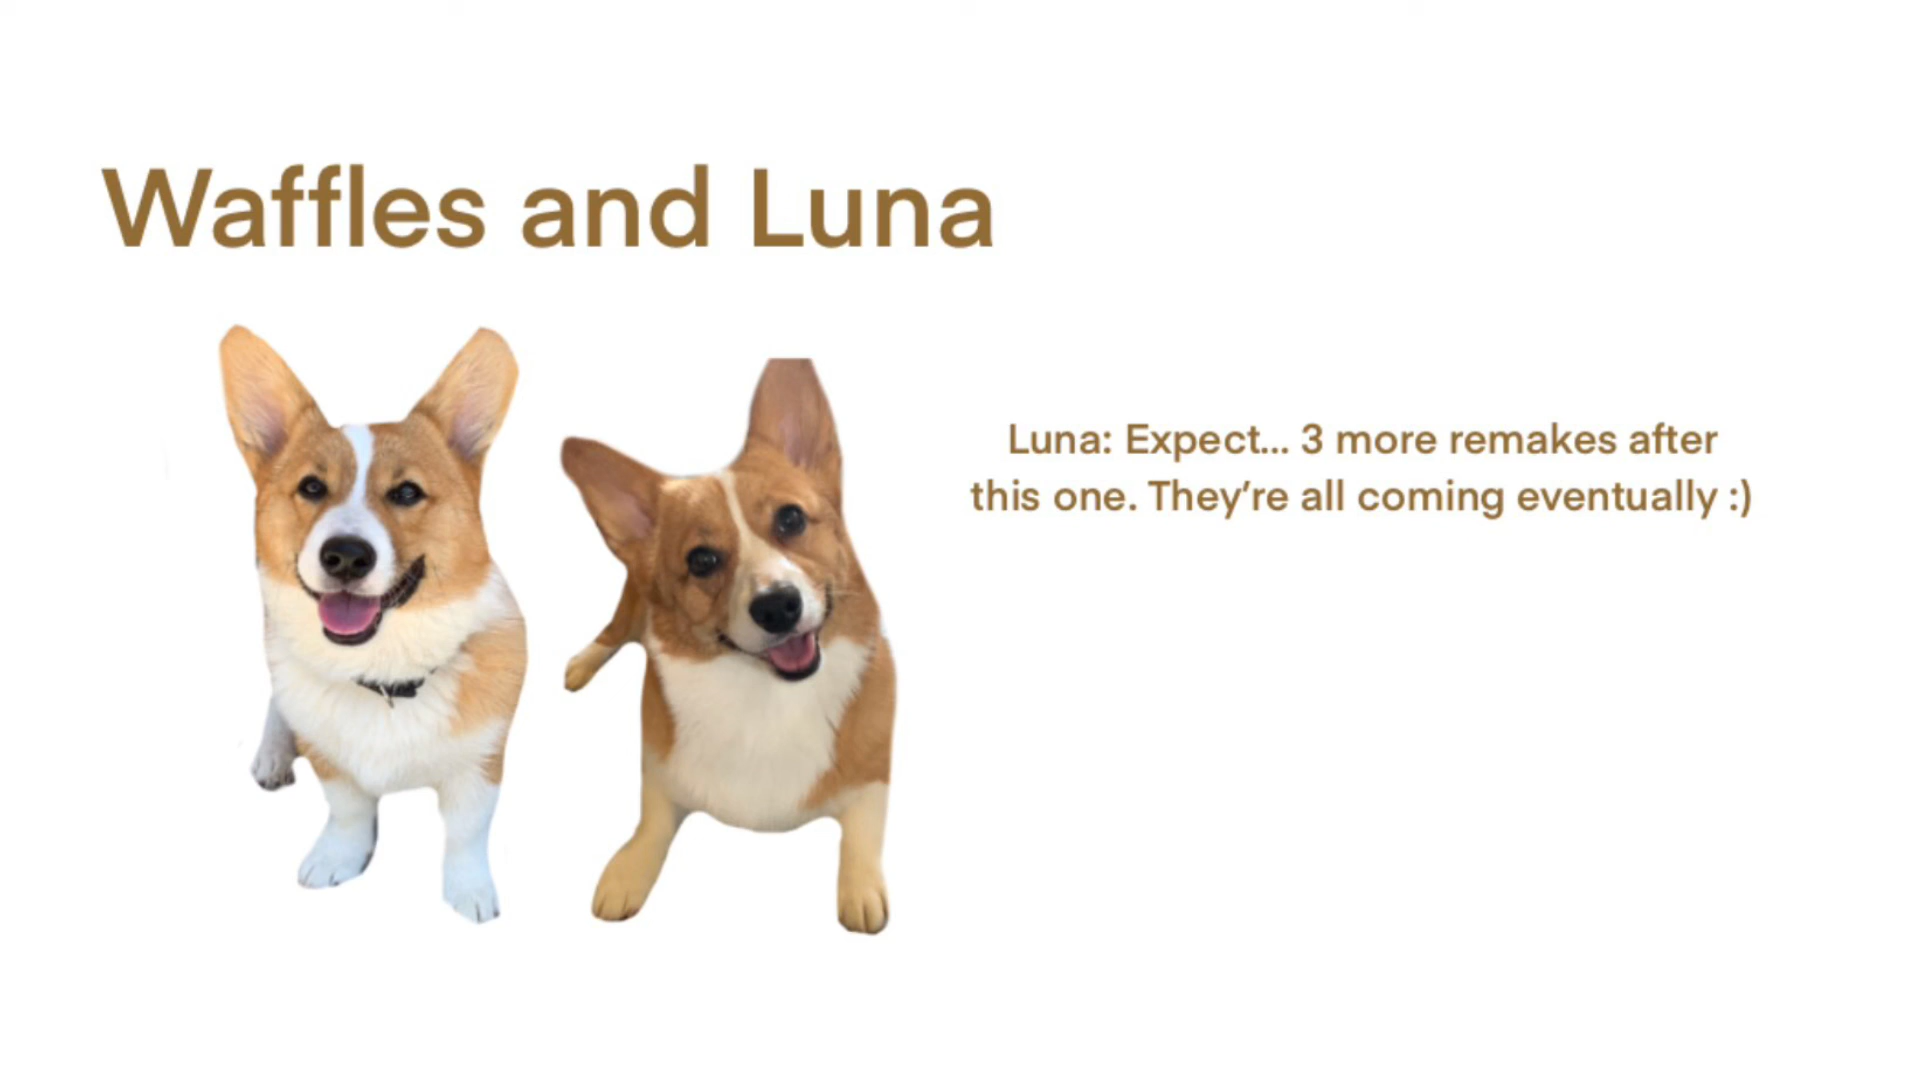 Waffles and Luna
Luna: Expect... 3 more remakes after
this one. They’re all coming eventually :)